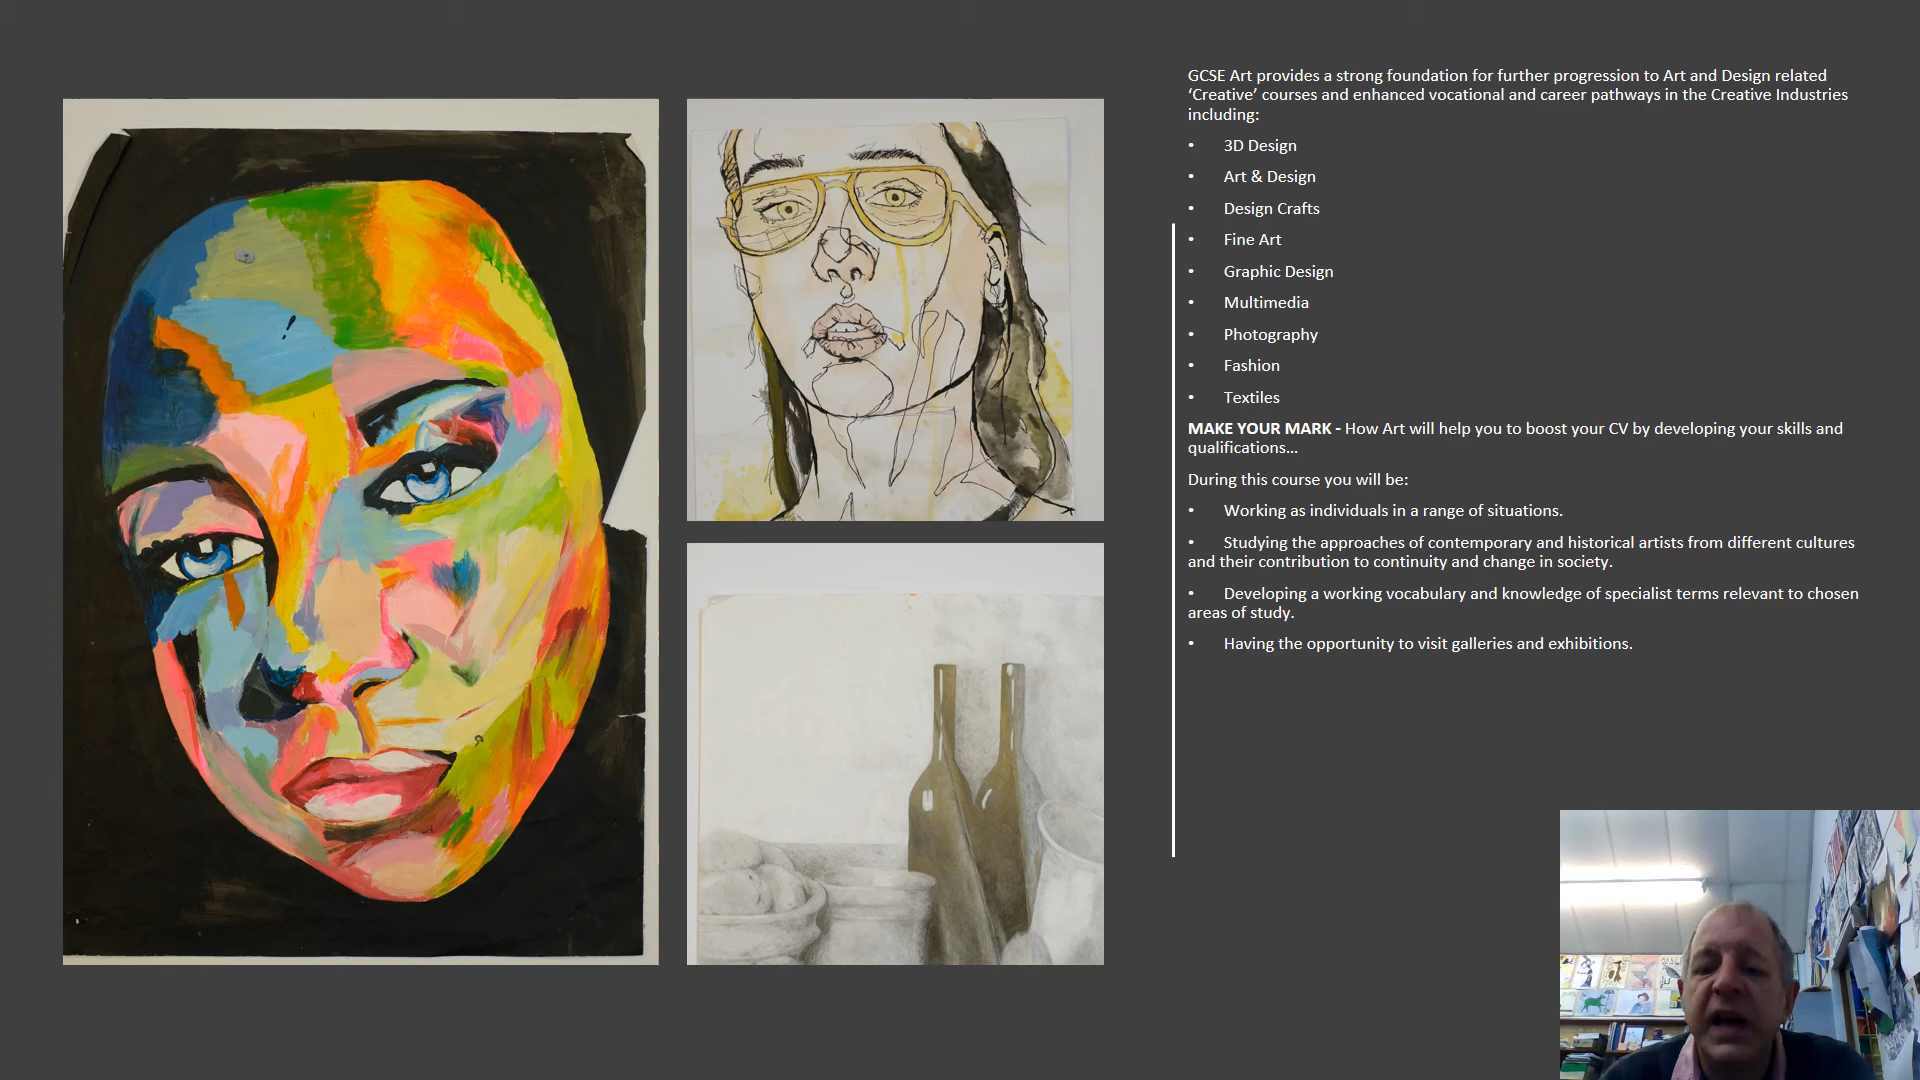 GCSE Art provides a strong foundation for further progression to Art and Design related
‘Creative’ courses and enhanced vocational and career pathways in the Creative Industries
including:
• 3D Design
• Art & Design
• Design Crafts
• Fine Art
• Graphic Design
• Multimedia
• Photography
• Fashion
• Textiles
MAKE YOUR MARK - How Art will help you to boost your CV by developing your skills and
qualifications...
During this course you will be:
• Working as individuals in a range of situations.
• Studying the approaches of contemporary and historical artists from different cultures
and their contribution to continuity and change in society.
• Developing a working vocabulary and knowledge of specialist terms relevant to chosen
areas of study.
• Having the opportunity to visit galleries and exhibitions.